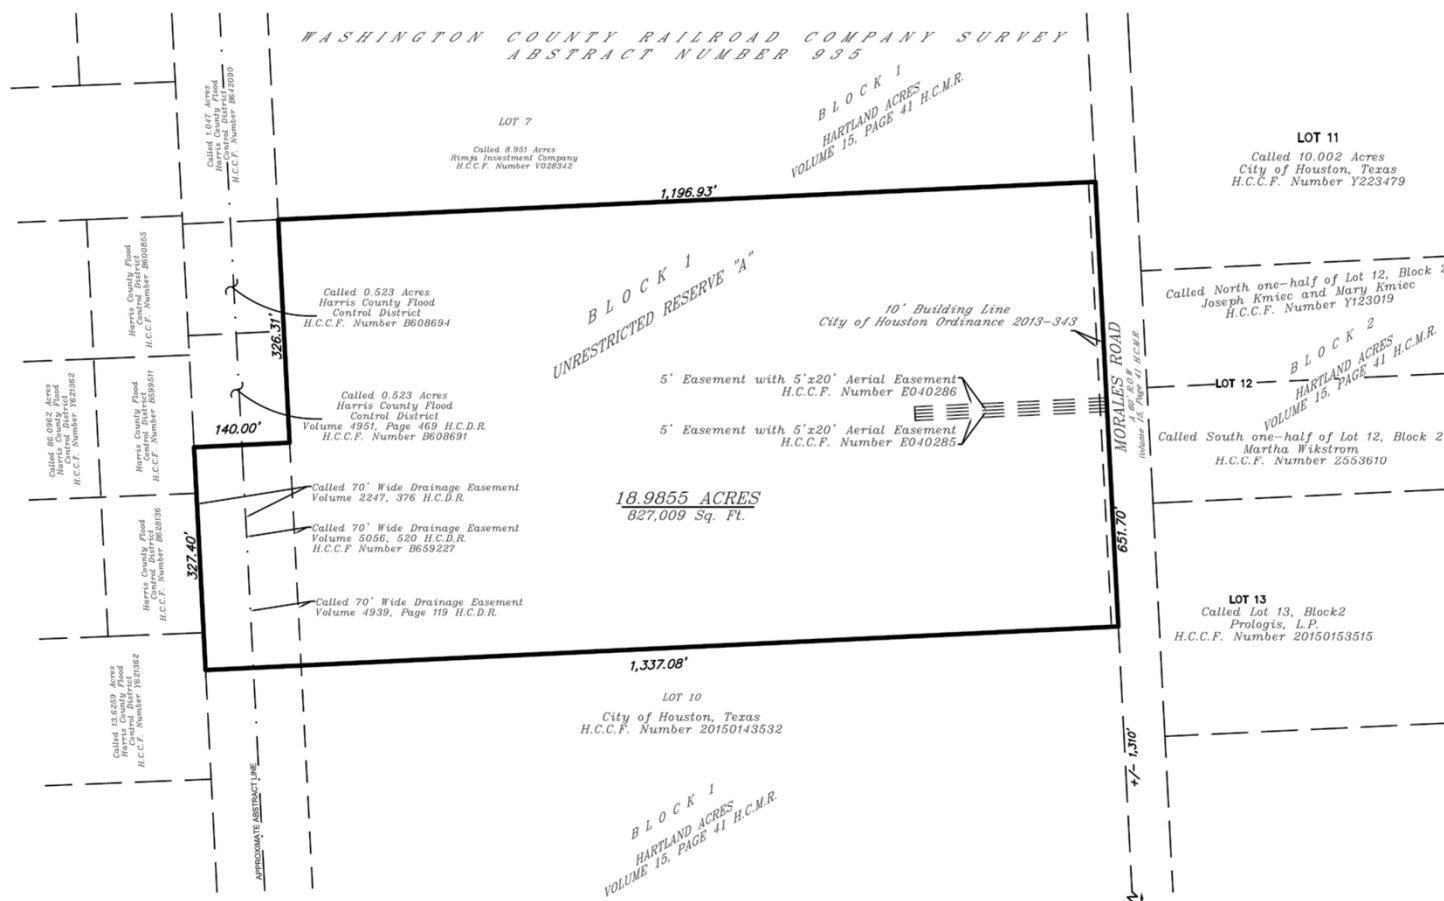 WASHINGTON COUNTY RAILROAD COMPANY SURVEY
ABSTRACT NUMBER 935
BLOCK 1
HARTLAND ACRES
VOLUME 15, PAGE 41 H.C.M.R.
LOT 7
Called 8.951 Acres
Rimja Investment Company
H.C.C.F. Number V028342
Called 1.047 Acres
Harris County Flood
Control District
H.C.C.F. Number B642090
LOT 11
Called 10.002 Acres
City of Houston, Texas
H.C.C.F. Number Y223479
1,196.93'
BLOCK 1
UNRESTRICTED RESERVE "A"
Harris County Flood
Control District
H.C.C.F. Number B600855
Called 0.523 Acres
Harris County Flood
Control District
H.C.C.F. Number B608694
326.31'
10' Building Line
City of Houston Ordinance 2013-343
Called North one-half of Lot 12, Block 2
Joseph Kmiec and Mary Kmiec
H.C.C.F. Number Y123019
MORALES ROAD
A 60' R.O.W.
Volume 15, Page 41 H.C.M.R.
BLOCK 2
HARTLAND ACRES
VOLUME 15, PAGE 41 H.C.M.R.
LOT 12
5' Easement with 5'x20' Aerial Easement
H.C.C.F. Number E040286
5' Easement with 5'x20' Aerial Easement
H.C.C.F. Number E040285
Called 86.0962 Acres
Harris County Flood
Control District
H.C.C.F. Number Y621362
Harris County Flood
Control District
H.C.C.F. Number B599511
Called 0.523 Acres
Harris County Flood
Control District
Volume 4951, Page 469 H.C.D.R.
H.C.C.F. Number B608691
140.00'
Called South one-half of Lot 12, Block 2
Martha Wikstrom
H.C.C.F. Number Z553610
Called 70' Wide Drainage Easement
Volume 2247, 376 H.C.D.R.
18.9855 ACRES
827,009 Sq. Ft.
Called 70' Wide Drainage Easement
Volume 5056, 520 H.C.D.R.
H.C.C.F Number B659227
651.70'
327.40'
Harris County Flood
Control District
H.C.C.F. Number B628136
Called 70' Wide Drainage Easement
Volume 4939, Page 119 H.C.D.R.
LOT 13
Called Lot 13, Block2
Prologis, L.P.
H.C.C.F. Number 20150153515
1,337.08'
Called 13.6259 Acres
Harris County Flood
Control District
H.C.C.F. Number Y621362
LOT 10
City of Houston, Texas
H.C.C.F. Number 20150143532
+/- 1,310'
APPROXIMATE ABSTRACT LINE
BLOCK 1
HARTLAND ACRES
VOLUME 15, PAGE 41 H.C.M.R.